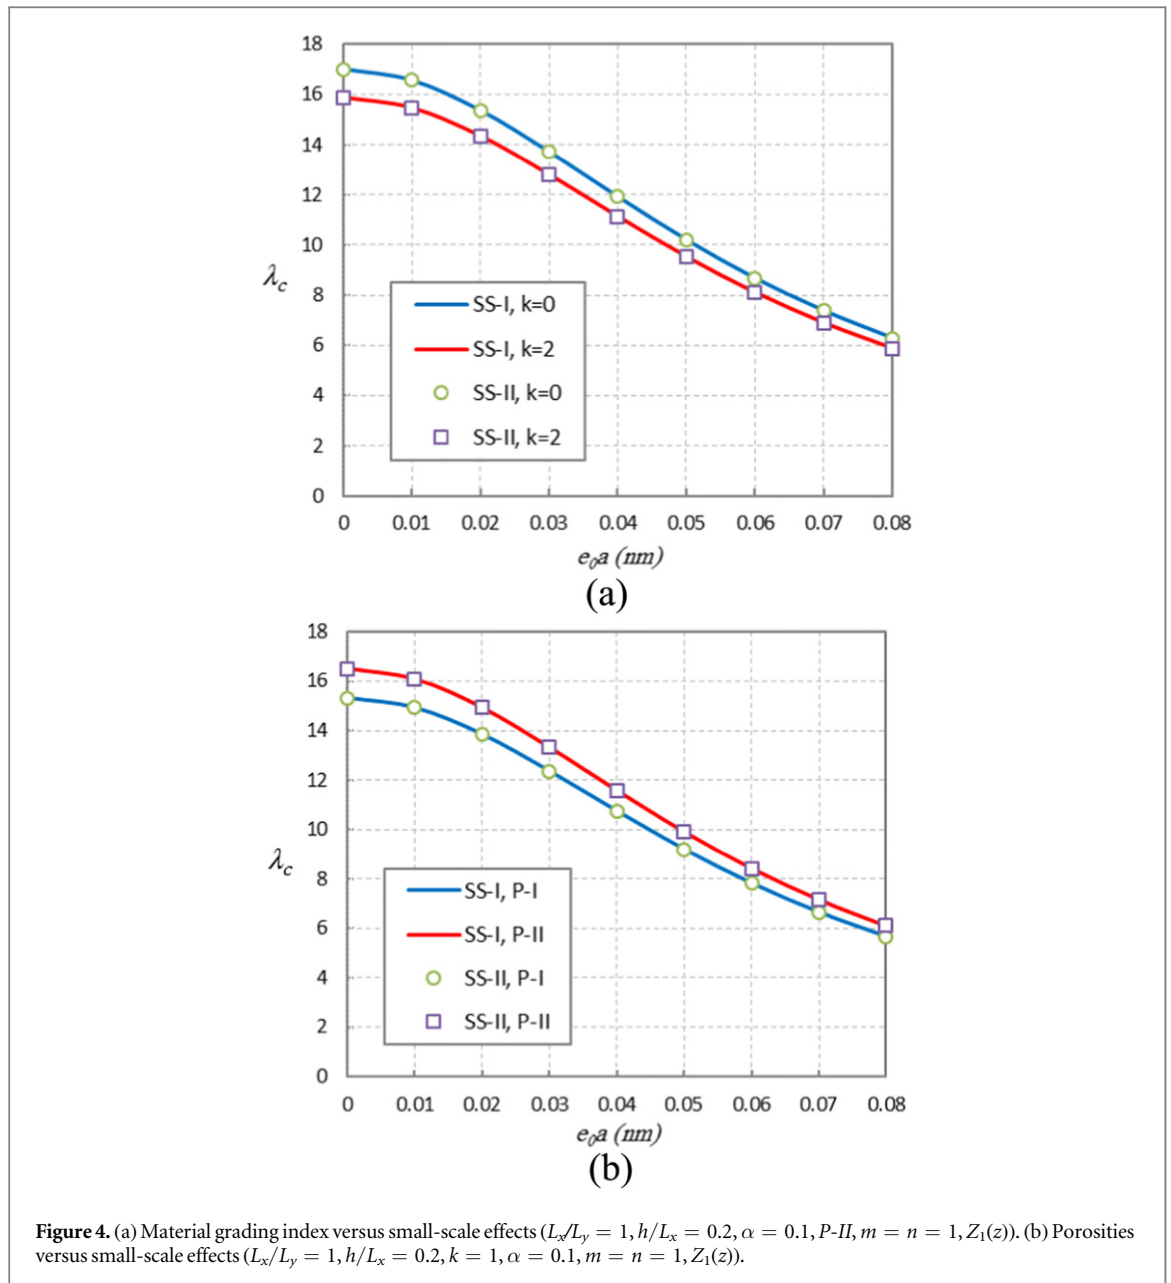 18
16
14
12
10
8
6
4
2
0
λc
SS-I, k=0
SS-I, k=2
SS-II, k=0
SS-II, k=2
0 0.01 0.02 0.03 0.04 0.05 0.06 0.07 0.08
e₀a (nm)
(a)
18
16
14
12
10
8
6
4
2
0
λc
SS-I, P-I
SS-I, P-II
SS-II, P-I
SS-II, P-II
0 0.01 0.02 0.03 0.04 0.05 0.06 0.07 0.08
e₀a (nm)
(b)
Figure 4. (a) Material grading index versus small-scale effects (Lx/Ly = 1, h/Lx = 0.2, α = 0.1, P-II, m = n = 1, Z1(z)). (b) Porosities
versus small-scale effects (Lx/Ly = 1, h/Lx = 0.2, k = 1, α = 0.1, m = n = 1, Z1(z)).